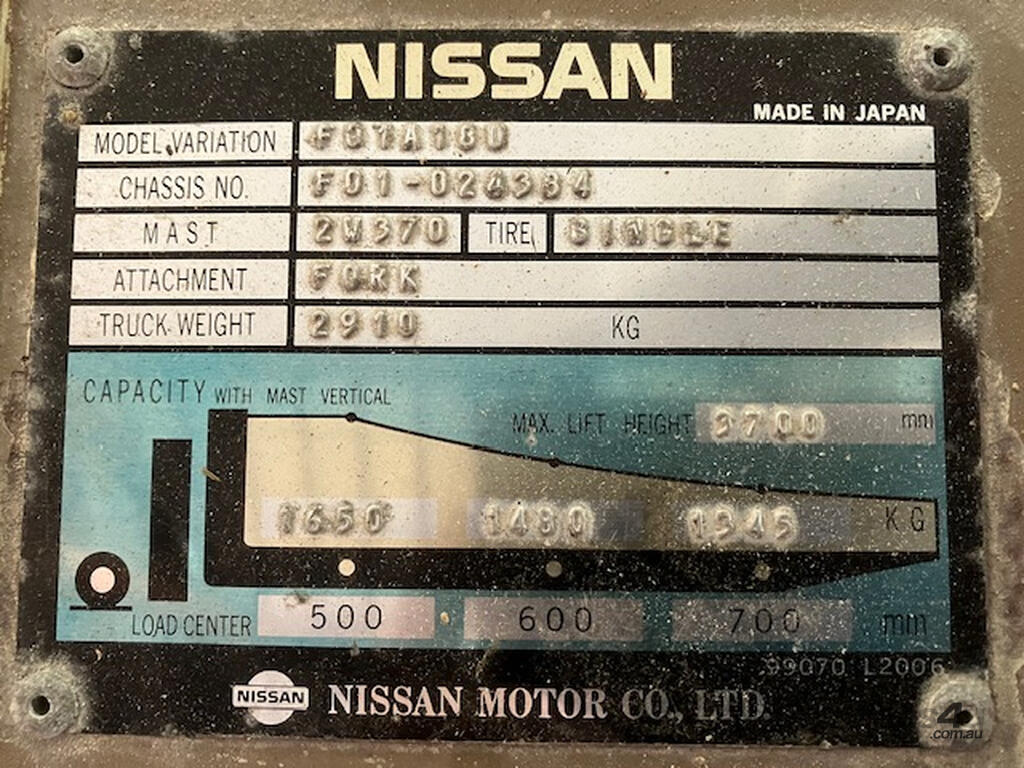 NISSAN
MADE IN JAPAN
MODEL VARIATION
CHASSIS NO.
MAST 2W370 TIRE SINGLE
ATTACHMENT FORK
TRUCK WEIGHT 2910 KG
CAPACITY WITH MAST VERTICAL
MAX. LIFT HEIGHT 3700 mm
1650 1480 1345 KG
LOAD CENTER 500 600 700 mm
99070 L2006
NISSAN NISSAN MOTOR CO., LTD.
.com.au